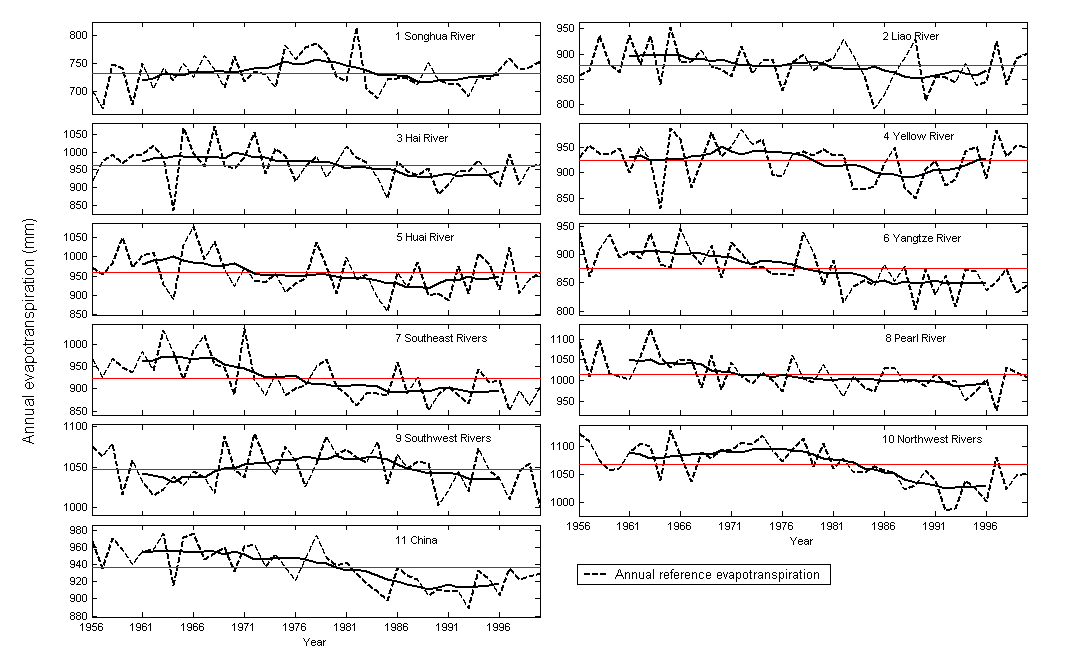 Annual evapotranspiration (mm)
1 Songhua River
800
750
700
2 Liao River
950
900
850
800
3 Hai River
1050
1000
950
900
850
4 Yellow River
950
900
850
5 Huai River
1050
1000
950
900
850
6 Yangtze River
950
900
850
800
7 Southeast Rivers
1000
950
900
850
8 Pearl River
1100
1050
1000
950
9 Southwest Rivers
1100
1050
1000
10 Northwest Rivers
1100
1050
1000
1956 1961 1966 1971 1976 1981 1986 1991 1996
Year
11 China
980
960
940
920
900
880
1956 1961 1966 1971 1976 1981 1986 1991 1996
Year
Annual reference evapotranspiration